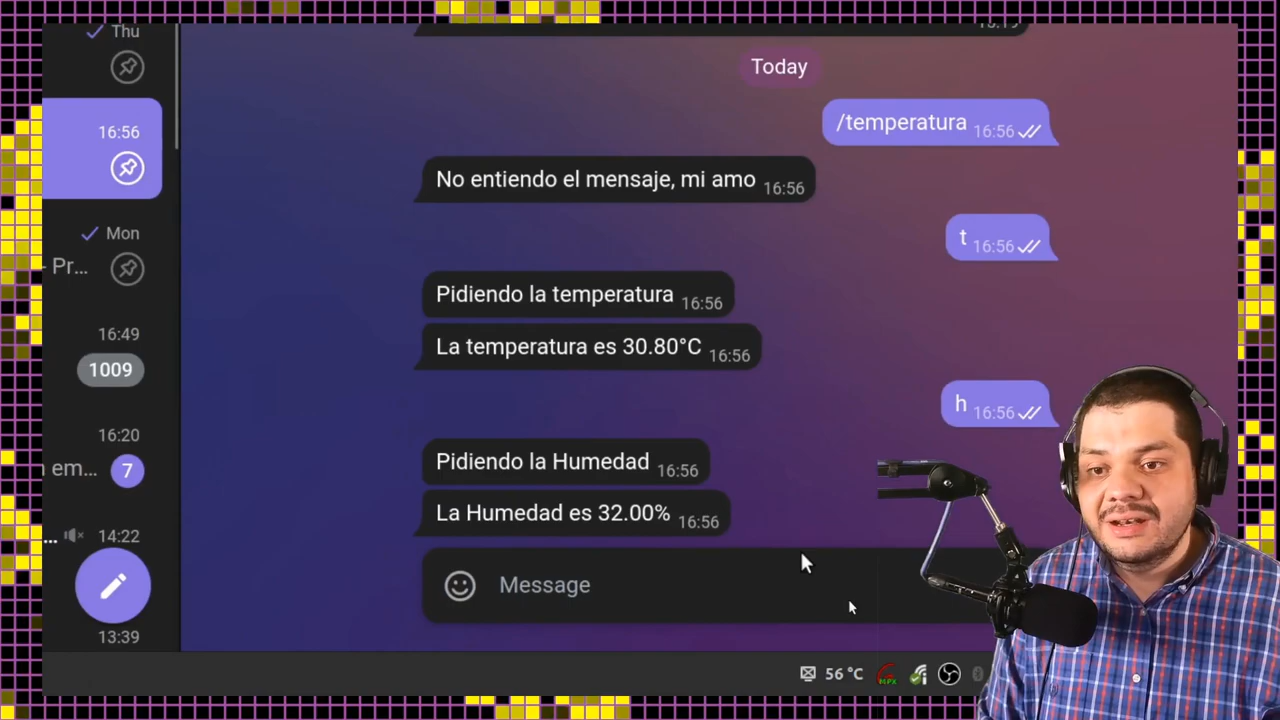 Thu
16:56
Mon
- Pr...
16:49
1009
16:20
em...
7
...
14:22
13:39
16:19
Today
/temperatura 16:56
No entiendo el mensaje, mi amo 16:56
t 16:56
Pidiendo la temperatura 16:56
La temperatura es 30.80°C 16:56
h 16:56
Pidiendo la Humedad 16:56
La Humedad es 32.00% 16:56
Message
56 °C